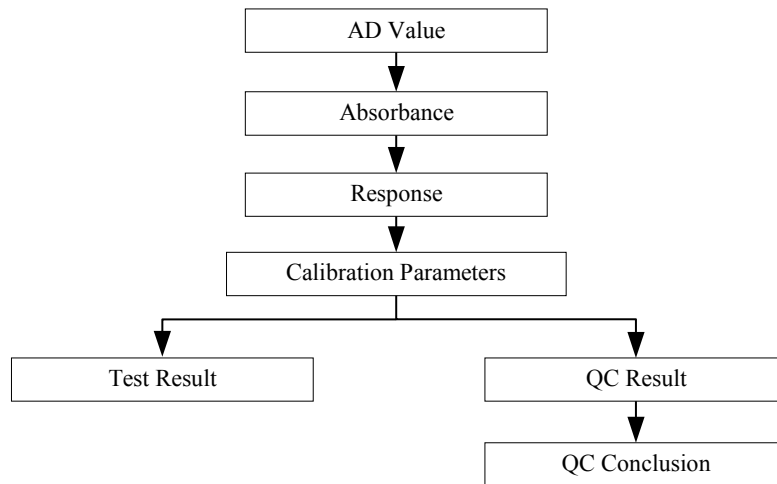 AD Value
Absorbance
Response
Calibration Parameters
Test Result
QC Result
QC Conclusion